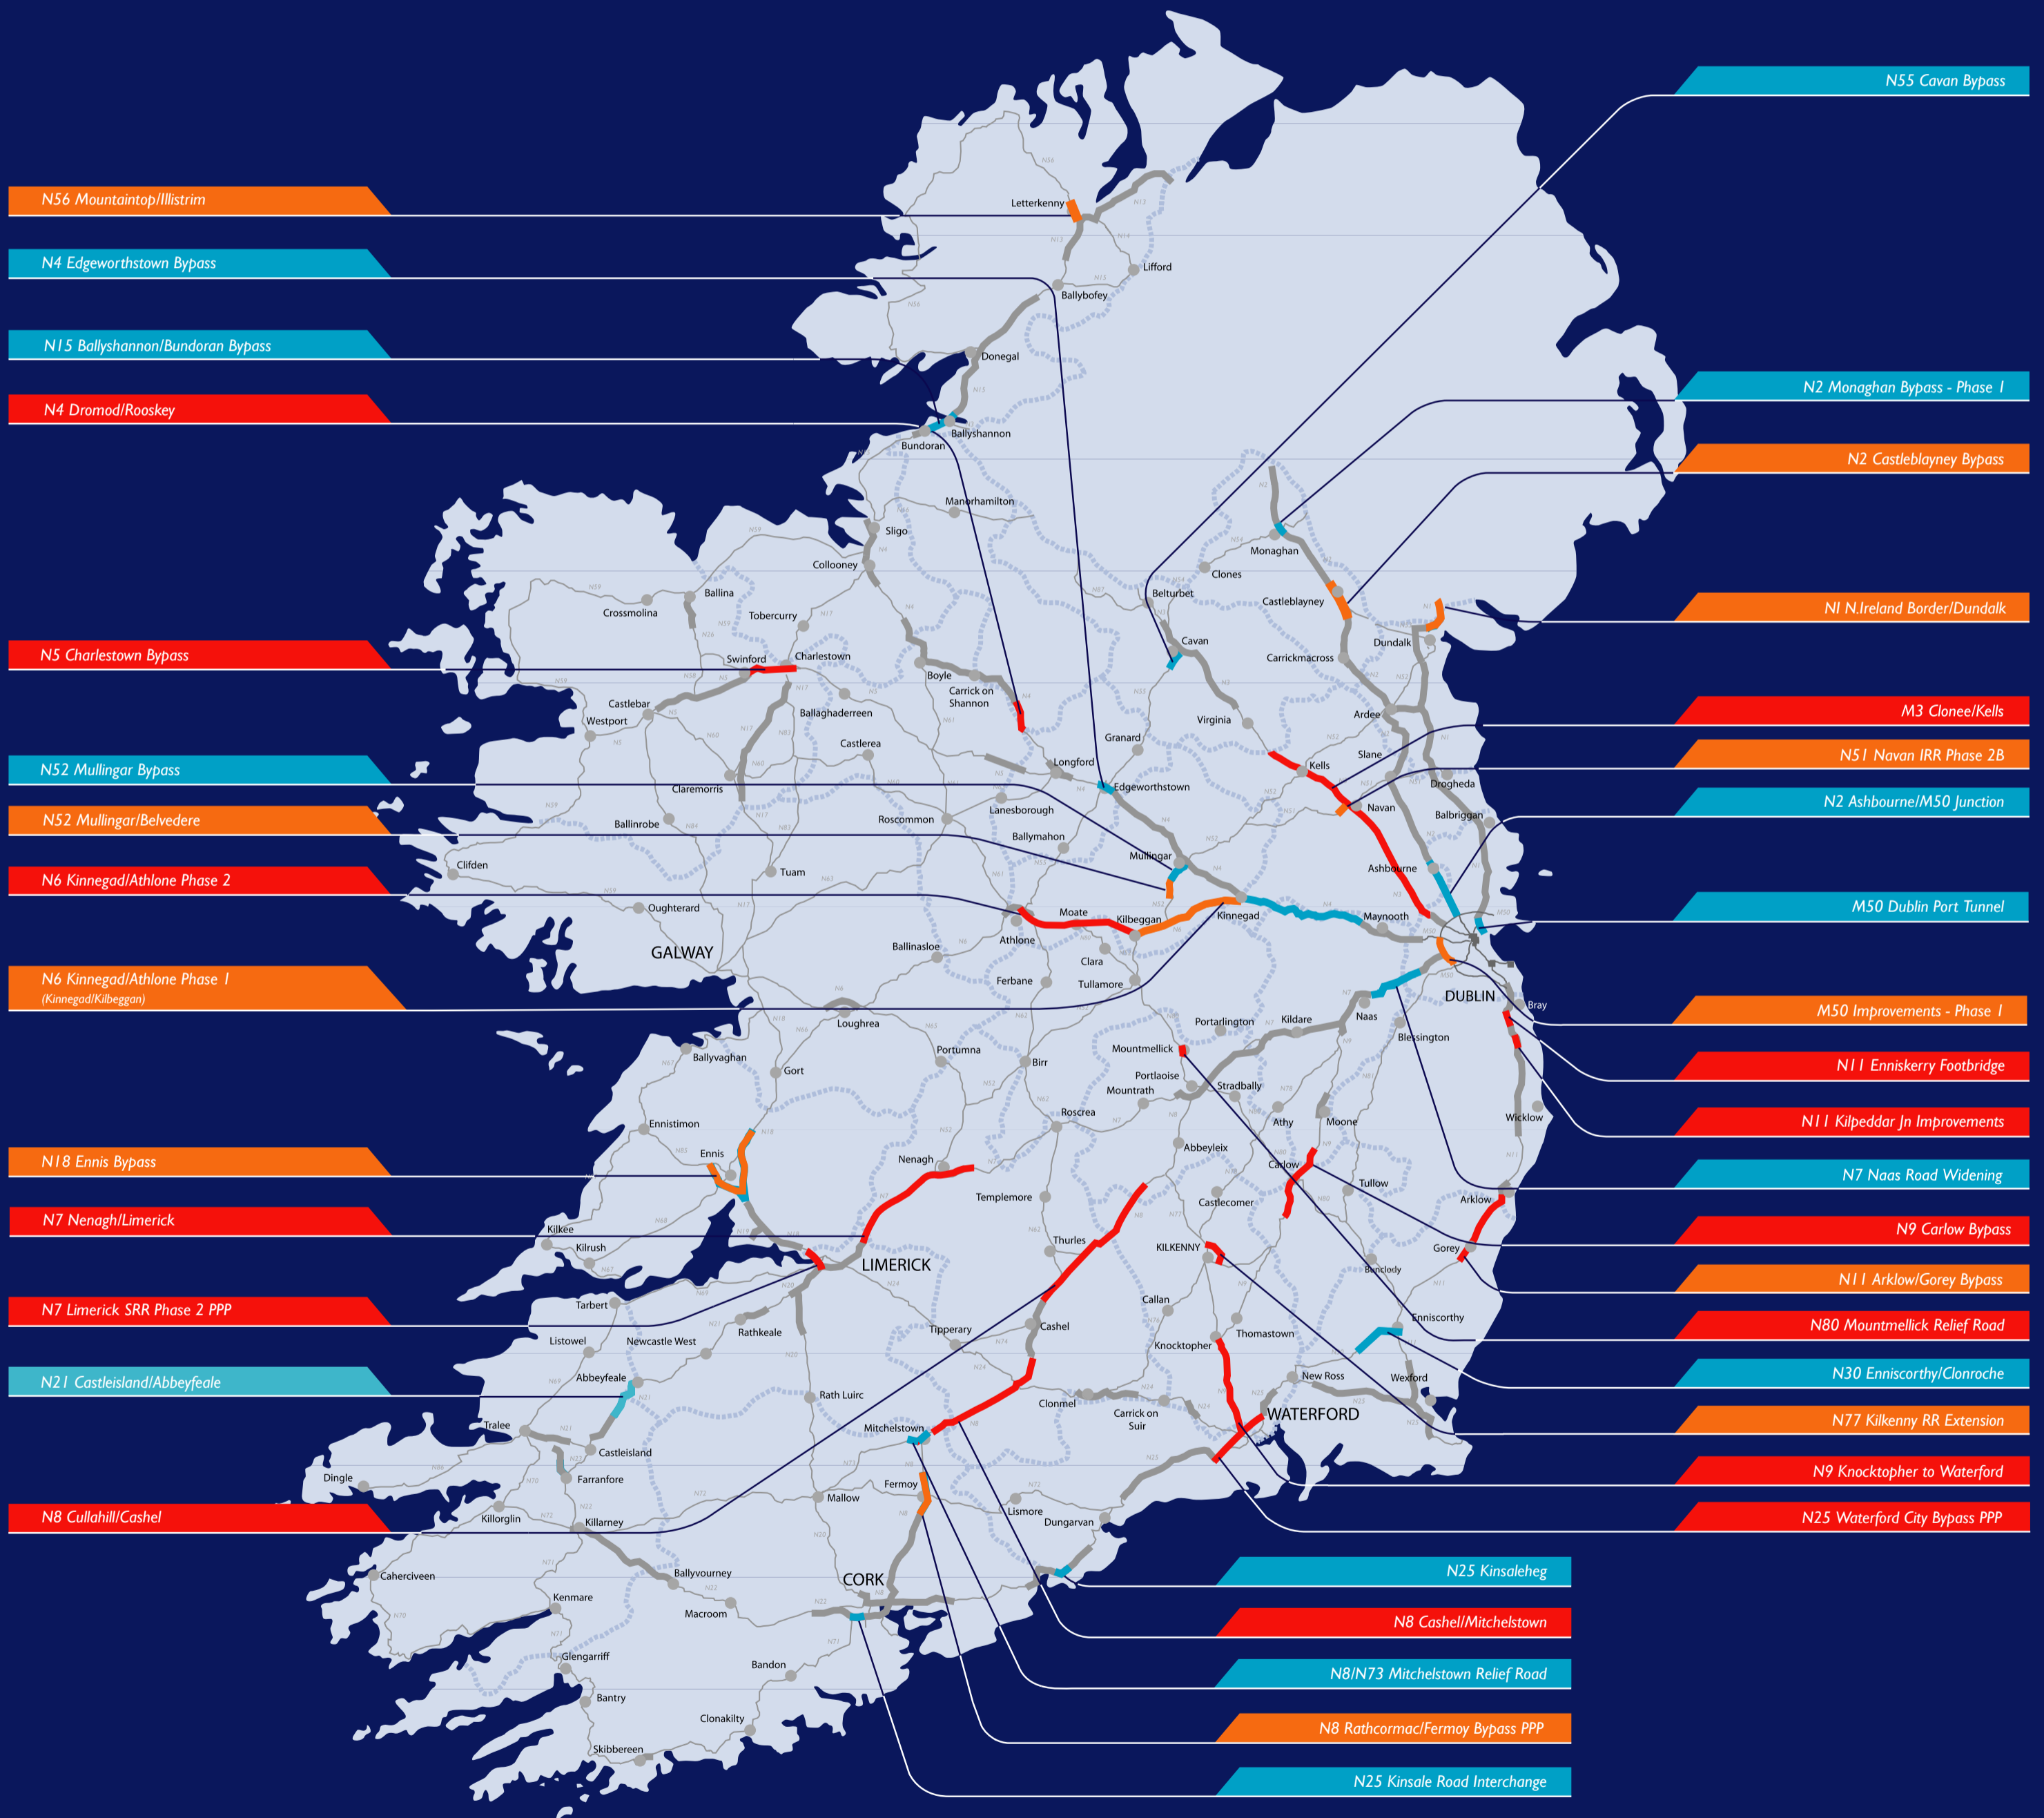 N55 Cavan Bypass
N56 Mountaintop/Illistrim
N4 Edgeworthstown Bypass
N15 Ballyshannon/Bundoran Bypass
N4 Dromod/Rooskey
N5 Charlestown Bypass
N52 Mullingar Bypass
N52 Mullingar/Belvedere
N6 Kinnegad/Athlone Phase 2
N6 Kinnegad/Athlone Phase 1
(Kinnegad/Kilbeggan)
N18 Ennis Bypass
N7 Nenagh/Limerick
N7 Limerick SRR Phase 2 PPP
N21 Castleisland/Abbeyfeale
N8 Cullahill/Cashel
N2 Monaghan Bypass - Phase 1
N2 Castleblayney Bypass
N1 N.Ireland Border/Dundalk
M3 Clonee/Kells
N51 Navan IRR Phase 2B
N2 Ashbourne/M50 Junction
M50 Dublin Port Tunnel
M50 Improvements - Phase 1
N11 Enniskerry Footbridge
N11 Kilpeddar Jn Improvements
N7 Naas Road Widening
N9 Carlow Bypass
N11 Arklow/Gorey Bypass
N80 Mountmellick Relief Road
N30 Enniscorthy/Clonroche
N77 Kilkenny RR Extension
N9 Knocktopher to Waterford
N25 Waterford City Bypass PPP
N25 Kinsaleheg
N8 Cashel/Mitchelstown
N8/N73 Mitchelstown Relief Road
N8 Rathcormac/Fermoy Bypass PPP
N25 Kinsale Road Interchange
Letterkenny
Lifford
Ballybofey
Donegal
Ballyshannon
Bundoran
Manorhamilton
Sligo
Collooney
Monaghan
Clones
Belturbet
Castleblayney
Ballina
Crossmolina
Tobercurry
Cavan
Dundalk
Carrickmacross
Swinford
Charlestown
Boyle
Carrick on
Shannon
Castlebar
Westport
Ballaghaderreen
Virginia
Ardee
Castlerea
Granard
Slane
Longford
Kells
Edgeworthstown
Drogheda
Claremorris
Lanesborough
Navan
Ballinrobe
Roscommon
Balbriggan
Ballymahon
Mullingar
Clifden
Tuam
Ashbourne
Oughterard
Moate
Kilbeggan
Kinnegad
Maynooth
GALWAY
Athlone
Ballinasloe
Clara
Ferbane
Tullamore
DUBLIN
Bray
Naas
Loughrea
Portarlington
Kildare
Blessington
Ballyvaghan
Portumna
Mountmellick
Birr
Gort
Portlaoise
Stradbally
Mountrath
Wicklow
Roscrea
Athy
Moone
Ennistimon
Abbeyleix
Ennis
Nenagh
Carlow
Tullow
Templemore
Castlecomer
Arklow
Kilkee
Kilrush
Thurles
KILKENNY
Gorey
LIMERICK
Bunclody
Tarbert
Callan
Rathkeale
Cashel
Enniscorthy
Listowel
Newcastle West
Tipperary
Thomastown
Knocktopher
Abbeyfeale
New Ross
Wexford
Rath Luirc
Clonmel
Carrick on
Suir
WATERFORD
Tralee
Mitchelstown
Castleisland
Dingle
Farranfore
Fermoy
Mallow
Lismore
Killorglin
Killarney
Dungarvan
Caherciveen
Ballyvourney
CORK
Kenmare
Macroom
Glengarriff
Bandon
Bantry
Clonakilty
Skibbereen